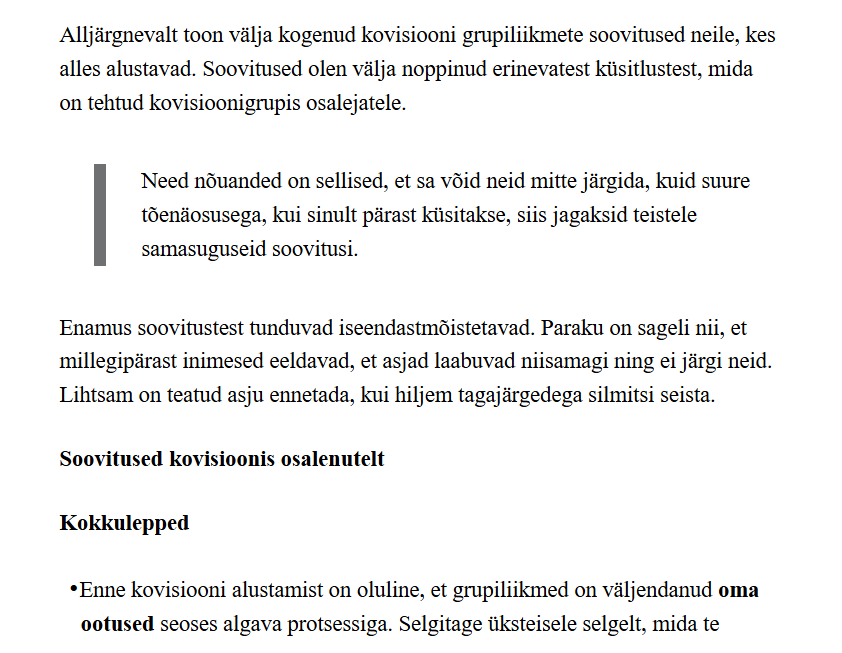 Alljärgnevalt toon välja kogenud kovisiooni grupiliikmete soovitused neile, kes
alles alustavad. Soovitused olen välja noppinud erinevatest küsitlustest, mida
on tehtud kovisioonigrupis osalejatele.
Need nõuanded on sellised, et sa võid neid mitte järgida, kuid suure
tõenäosusega, kui sinult pärast küsitakse, siis jagaksid teistele
samasuguseid soovitusi.
Enamus soovitustest tunduvad iseendastmõistetavad. Paraku on sageli nii, et
millegipärast inimesed eeldavad, et asjad laabuvad niisamagi ning ei järgi neid.
Lihtsam on teatud asju ennetada, kui hiljem tagajärgedega silmitsi seista.
Soovitused kovisioonis osalenutelt
Kokkulepped
•Enne kovisiooni alustamist on oluline, et grupiliikmed on väljendanud oma
ootused seoses algava protsessiga. Selgitage üksteisele selgelt, mida te